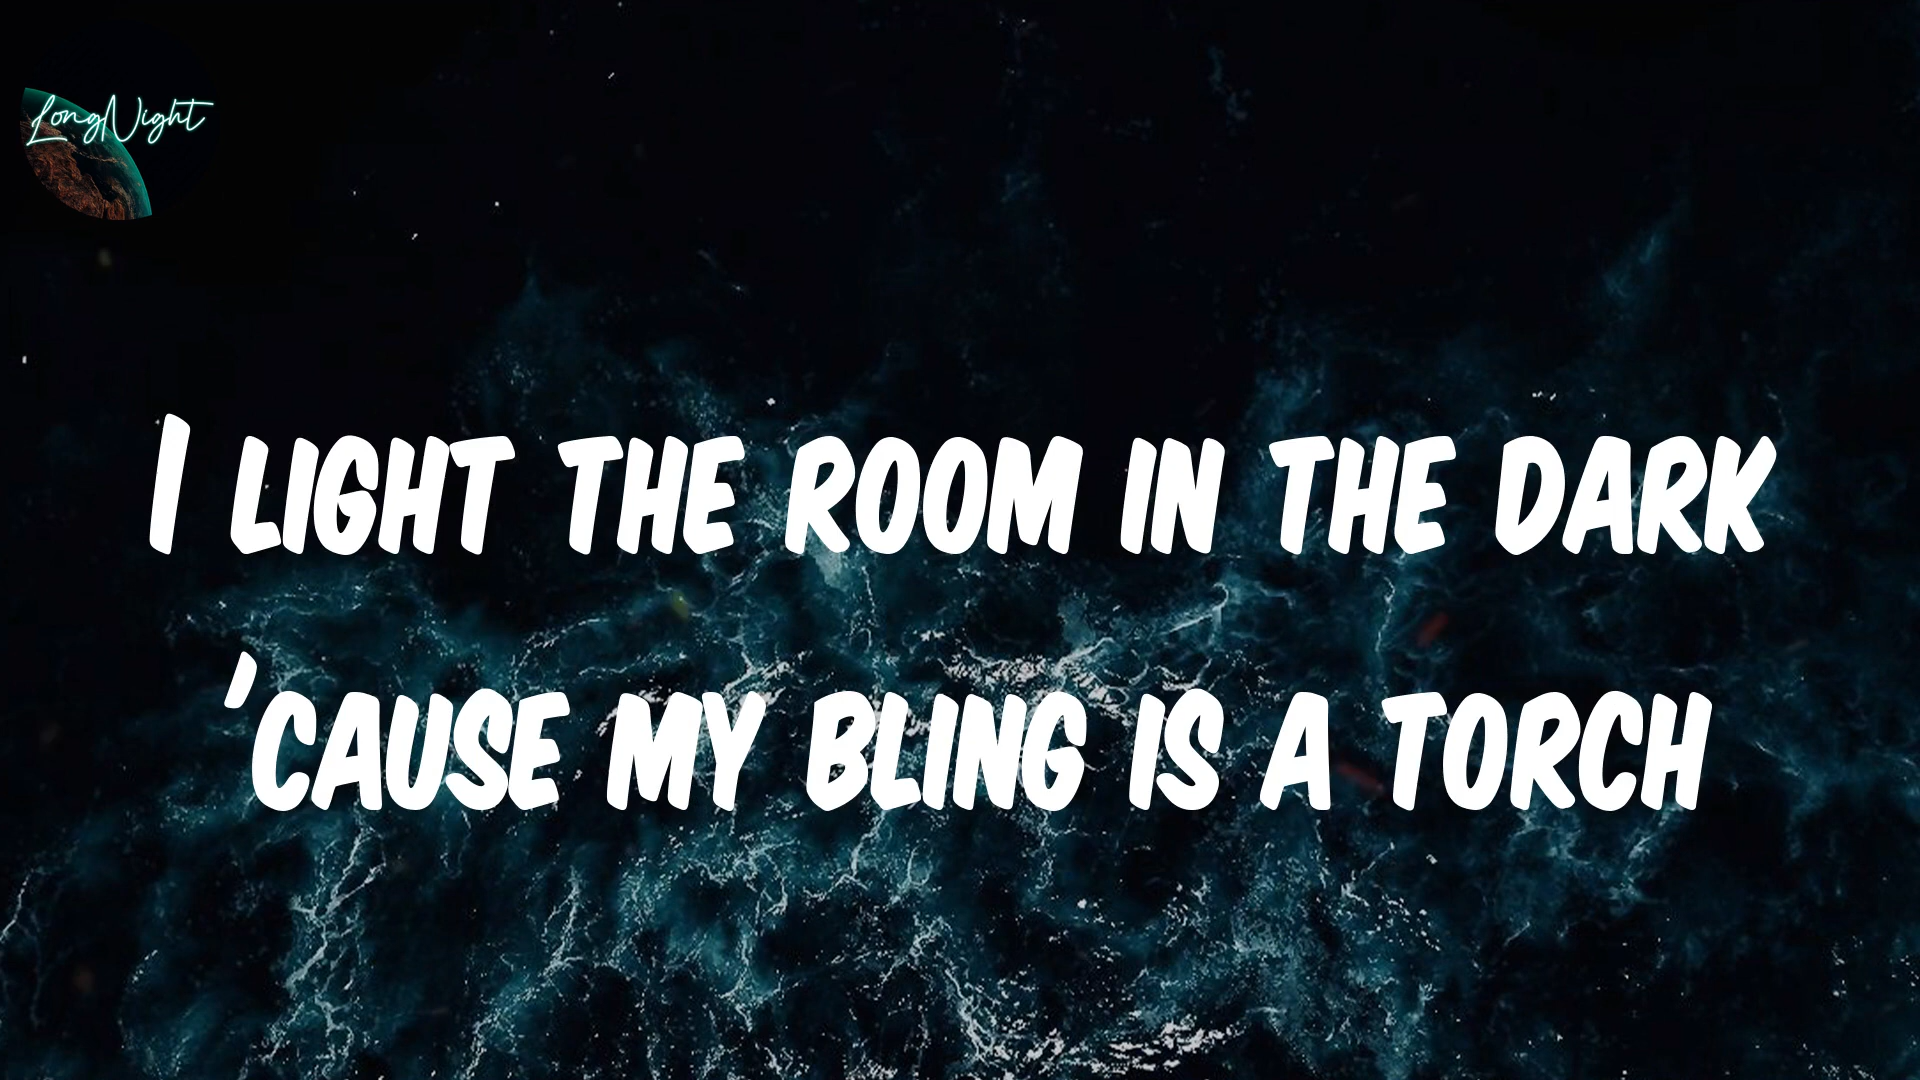 LongNight
I LIGHT THE ROOM IN THE DARK
'CAUSE MY BLING IS A TORCH